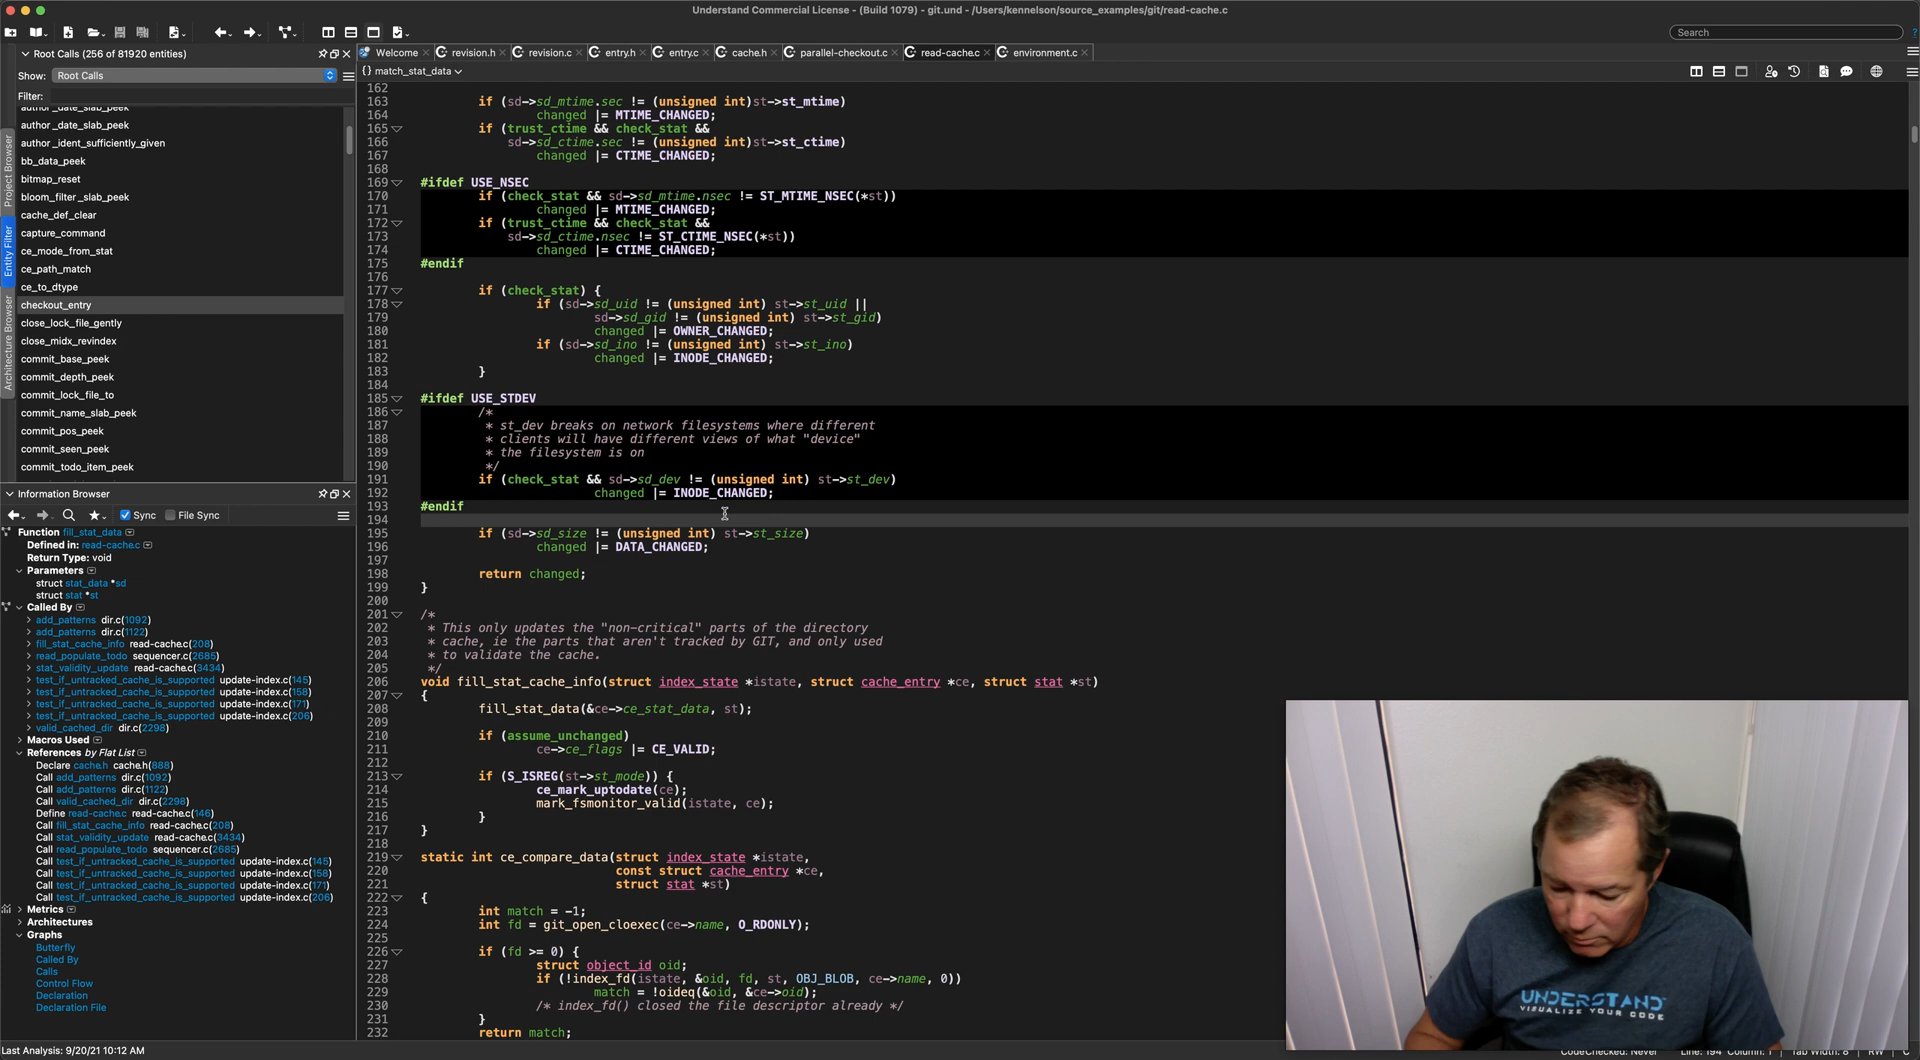 Understand Commercial License - (Build 1079) - git.und - /Users/kennelson/source_examples/git/read-cache.c
Search
Root Calls (256 of 81920 entities)
Show: Root Calls
Filter:
author_date_slab_peek
author_date_slab_peek
author_ident_sufficiently_given
bb_data_peek
bitmap_reset
bloom_filter_slab_peek
cache_def_clear
capture_command
ce_mode_from_stat
ce_path_match
ce_to_dtype
checkout_entry
close_lock_file_gently
close_midx_revindex
commit_base_peek
commit_depth_peek
commit_lock_file_to
commit_name_slab_peek
commit_pos_peek
commit_seen_peek
commit_todo_item_peek
Project Browser
Entity Filter
Architecture Browser
Information Browser
Sync File Sync
Function fill_stat_data
Defined in: read-cache.c
Return Type: void
Parameters
struct stat_data *sd
struct stat *st
Called By
add_patterns dir.c(1092)
add_patterns dir.c(1122)
fill_stat_cache_info read-cache.c(208)
read_populate_todo sequencer.c(2685)
stat_validity_update read-cache.c(3434)
test_if_untracked_cache_is_supported update-index.c(145)
test_if_untracked_cache_is_supported update-index.c(158)
test_if_untracked_cache_is_supported update-index.c(171)
test_if_untracked_cache_is_supported update-index.c(206)
valid_cached_dir dir.c(2298)
Macros Used
References by Flat List
Declare cache.h cache.h(888)
Call add_patterns dir.c(1092)
Call add_patterns dir.c(1122)
Call valid_cached_dir dir.c(2298)
Define read-cache.c read-cache.c(146)
Call fill_stat_cache_info read-cache.c(208)
Call stat_validity_update read-cache.c(3434)
Call read_populate_todo sequencer.c(2685)
Call test_if_untracked_cache_is_supported update-index.c(145)
Call test_if_untracked_cache_is_supported update-index.c(158)
Call test_if_untracked_cache_is_supported update-index.c(171)
Call test_if_untracked_cache_is_supported update-index.c(206)
Metrics
Architectures
Graphs
Butterfly
Called By
Calls
Control Flow
Declaration
Declaration File
Last Analysis: 9/20/21 10:12 AM
Welcome revision.h revision.c entry.h entry.c cache.h parallel-checkout.c read-cache.c environment.c
{} match_stat_data
162
163 if (sd->sd_mtime.sec != (unsigned int)st->st_mtime)
164 changed |= MTIME_CHANGED;
165 if (trust_ctime && check_stat &&
166 sd->sd_ctime.sec != (unsigned int)st->st_ctime)
167 changed |= CTIME_CHANGED;
168
169 #ifdef USE_NSEC
170 if (check_stat && sd->sd_mtime.nsec != ST_MTIME_NSEC(*st))
171 changed |= MTIME_CHANGED;
172 if (trust_ctime && check_stat &&
173 sd->sd_ctime.nsec != ST_CTIME_NSEC(*st))
174 changed |= CTIME_CHANGED;
175 #endif
176
177 if (check_stat) {
178 if (sd->sd_uid != (unsigned int) st->st_uid ||
179 sd->sd_gid != (unsigned int) st->st_gid)
180 changed |= OWNER_CHANGED;
181 if (sd->sd_ino != (unsigned int) st->st_ino)
182 changed |= INODE_CHANGED;
183 }
184
185 #ifdef USE_STDEV
186 /*
187 * st_dev breaks on network filesystems where different
188 * clients will have different views of what "device"
189 * the filesystem is on
190 */
191 if (check_stat && sd->sd_dev != (unsigned int) st->st_dev)
192 changed |= INODE_CHANGED;
193 #endif
194
195 if (sd->sd_size != (unsigned int) st->st_size)
196 changed |= DATA_CHANGED;
197
198 return changed;
199 }
200
201 /*
202 * This only updates the "non-critical" parts of the directory
203 * cache, ie the parts that aren't tracked by GIT, and only used
204 * to validate the cache.
205 */
206 void fill_stat_cache_info(struct index_state *istate, struct cache_entry *ce, struct stat *st)
207 {
208 fill_stat_data(&ce->ce_stat_data, st);
209
210 if (assume_unchanged)
211 ce->ce_flags |= CE_VALID;
212
213 if (S_ISREG(st->st_mode)) {
214 ce_mark_uptodate(ce);
215 mark_fsmonitor_valid(istate, ce);
216 }
217 }
218
219 static int ce_compare_data(struct index_state *istate,
220 const struct cache_entry *ce,
221 struct stat *st)
222 {
223 int match = -1;
224 int fd = git_open_cloexec(ce->name, O_RDONLY);
225
226 if (fd >= 0) {
227 struct object_id oid;
228 if (!index_fd(istate, &oid, fd, st, OBJ_BLOB, ce->name, 0))
229 match = !oideq(&oid, &ce->oid);
230 /* index_fd() closed the file descriptor already */
231 }
232 return match;
UNDERSTAND
VISUALIZE YOUR CODE
CodeChecked: Never Line: 194 Column: 1 Tab Width: 8 RW C